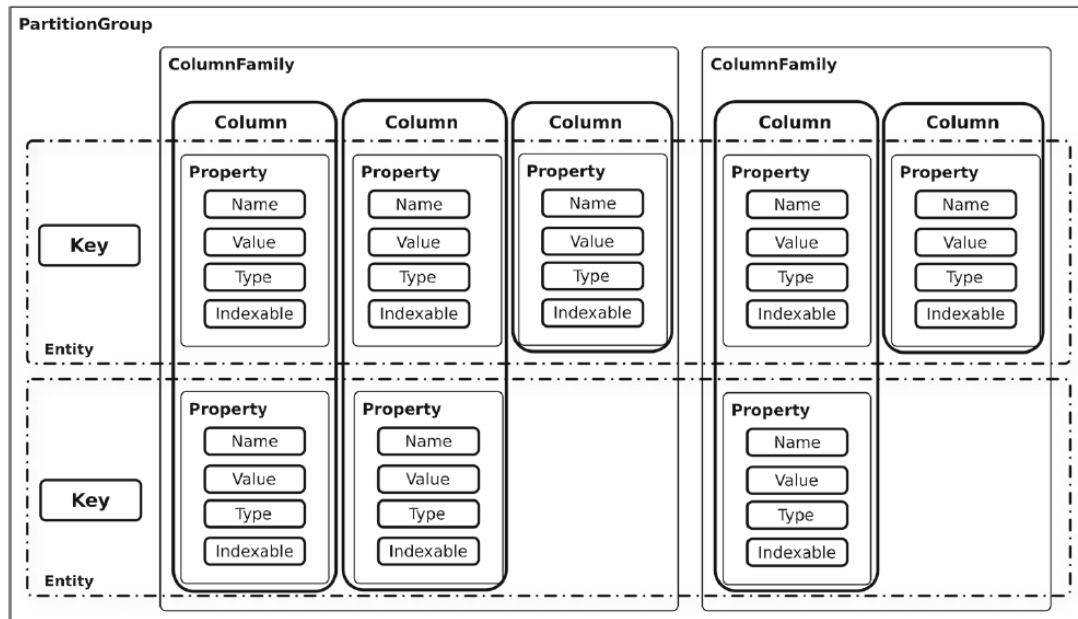 PartitionGroup
ColumnFamily
ColumnFamily
Column
Column
Column
Column
Column
Property
Property
Property
Property
Property
Name
Name
Name
Name
Name
Key
Value
Value
Value
Value
Value
Type
Type
Type
Type
Type
Indexable
Indexable
Indexable
Indexable
Indexable
Entity
Property
Property
Property
Name
Name
Name
Key
Value
Value
Value
Type
Type
Type
Indexable
Indexable
Indexable
Entity